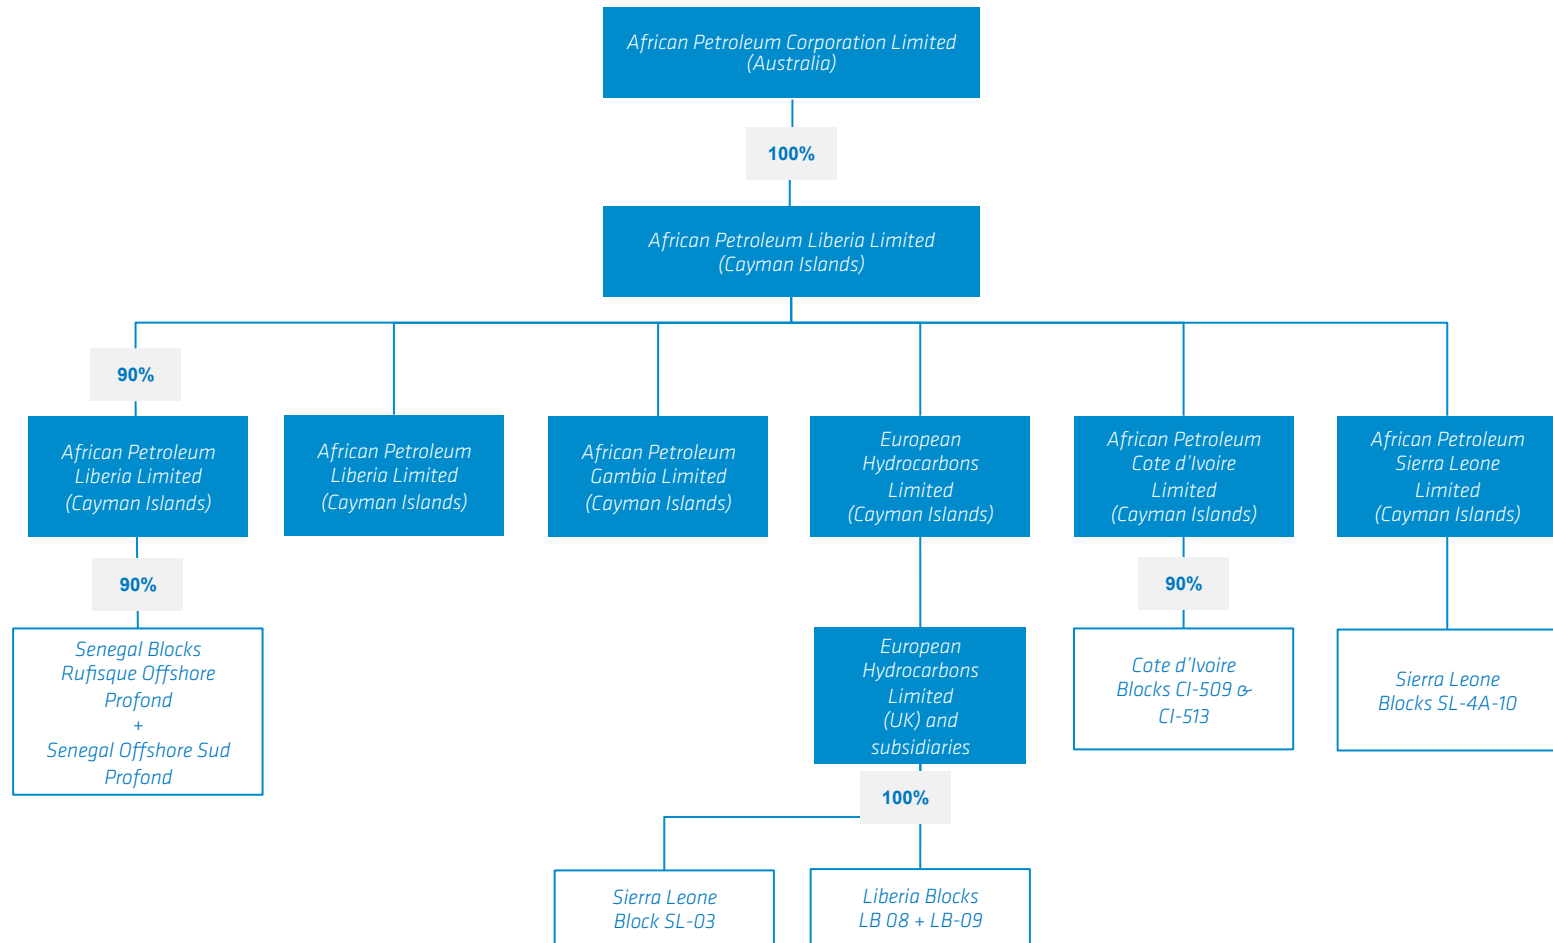 African Petroleum Corporation Limited
(Australia)
100%
African Petroleum Liberia Limited
(Cayman Islands)
90%
African Petroleum
Liberia Limited
(Cayman Islands)
African Petroleum
Liberia Limited
(Cayman Islands)
African Petroleum
Gambia Limited
(Cayman Islands)
European
Hydrocarbons
Limited
(Cayman Islands)
African Petroleum
Cote d'Ivoire
Limited
(Cayman Islands)
African Petroleum
Sierra Leone
Limited
(Cayman Islands)
90%
90%
Senegal Blocks
Rufisque Offshore
Profond
+
Senegal Offshore Sud
Profond
European
Hydrocarbons
Limited
(UK) and
subsidiaries
Cote d'Ivoire
Blocks CI-509 &
CI-513
Sierra Leone
Blocks SL-4A-10
100%
Sierra Leone
Block SL-03
Liberia Blocks
LB 08 + LB-09